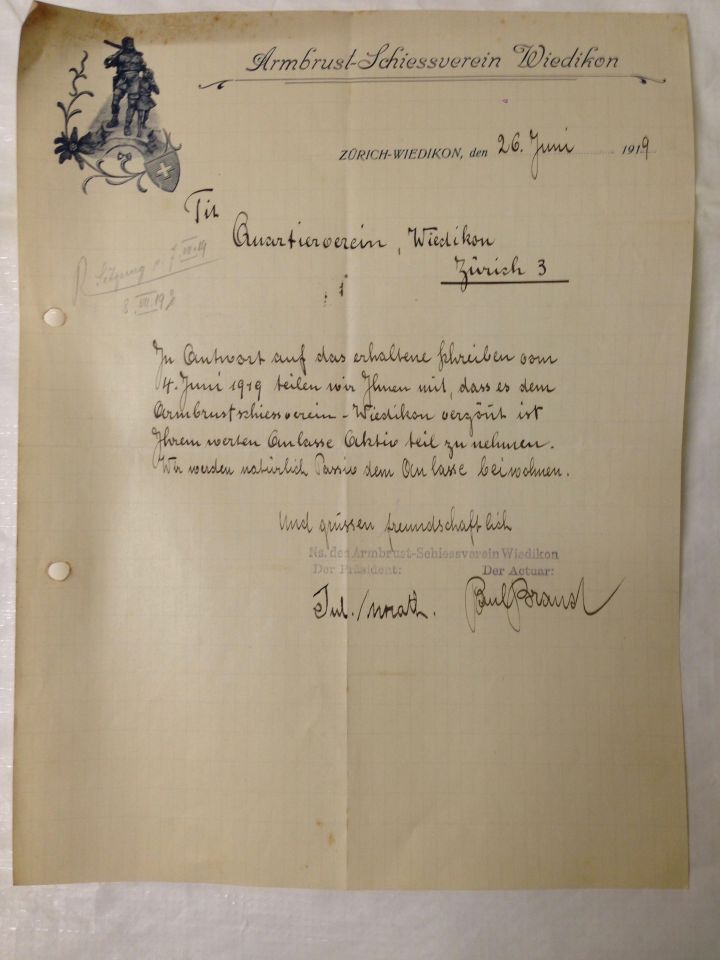 Armbrust-Schiessverein Wiedikon
ZÜRICH-WIEDIKON, den 26. Juni 1919
Tit
Quartierverein, Wiedikon
Zürich 3
Sitzung
In Antwort auf das erhaltene Schreiben vom
4. Juni 1919 teilen wir Ihnen mit, dass es dem
Armbrustschiessverein-Wiedikon vergönt ist
Ihrem werten Anlasse Aktiv teil zu nehmen.
Wir werden natürlich Passiv dem Anlasse beiwohnen.
Und grüssen freundschaftlich
Ns. des Armbrust-Schiessverein Wiedikon
Der Präsident: Der Actuar:
Jul.